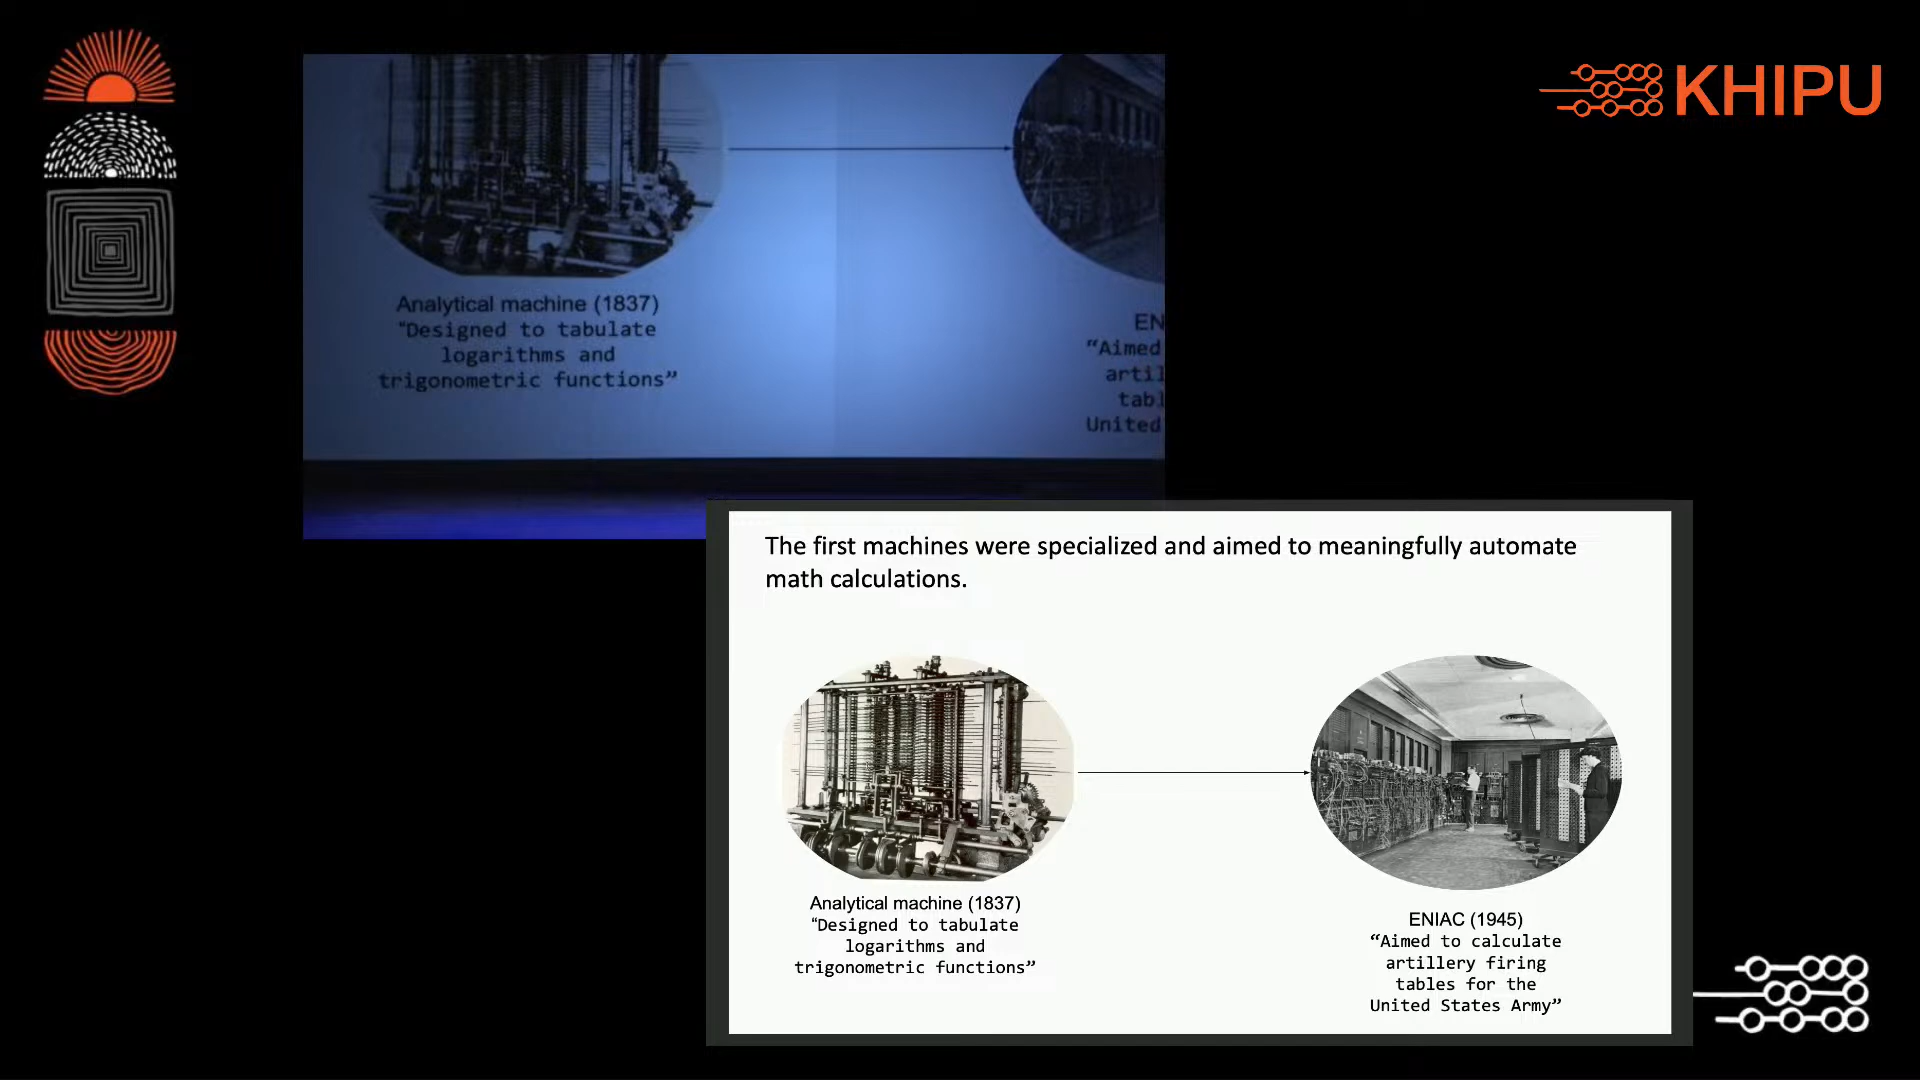 KHIPU
Analytical machine (1837)
“Designed to tabulate
logarithms and
trigonometric functions”
EN
“Aimed
artil
tabl
United
The first machines were specialized and aimed to meaningfully automate
math calculations.
Analytical machine (1837)
“Designed to tabulate
logarithms and
trigonometric functions”
ENIAC (1945)
“Aimed to calculate
artillery firing
tables for the
United States Army”